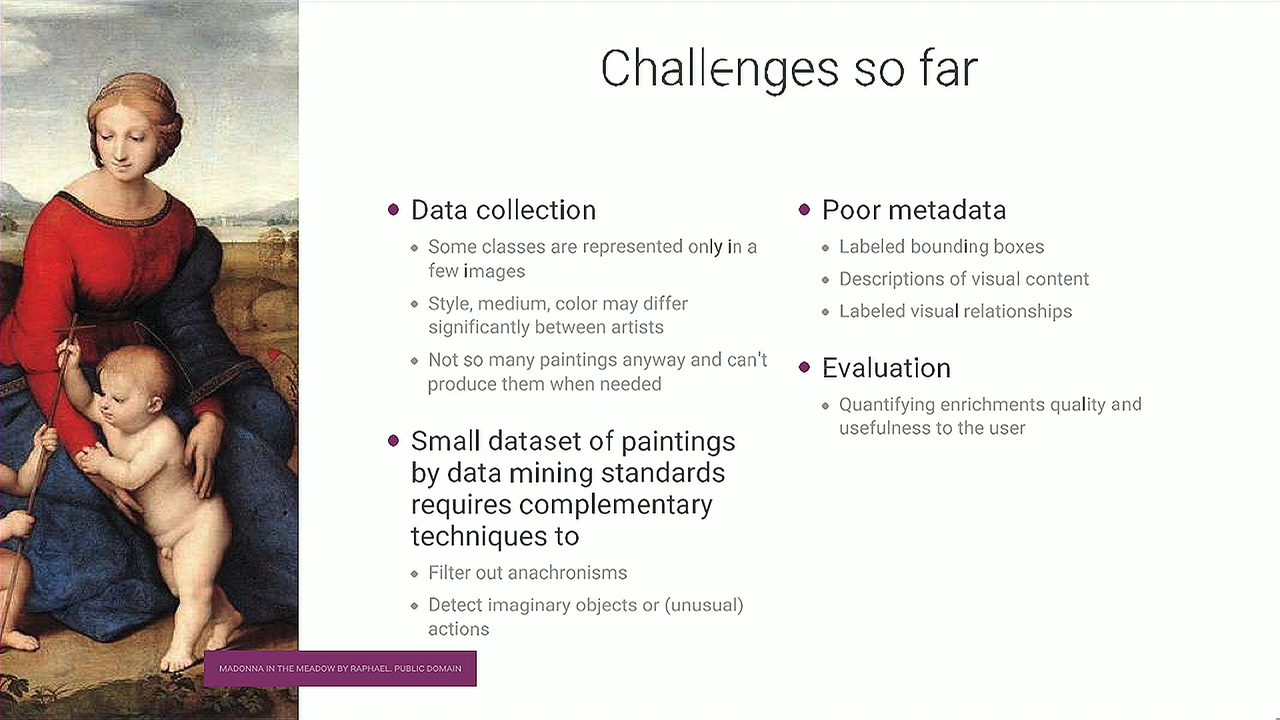 Challenges so far
Data collection
Some classes are represented only in a
few images
Style, medium, color may differ
significantly between artists
Not so many paintings anyway and can't
produce them when needed
Small dataset of paintings
by data mining standards
requires complementary
techniques to
Filter out anachronisms
Detect imaginary objects or (unusual)
actions
Poor metadata
Labeled bounding boxes
Descriptions of visual content
Labeled visual relationships
Evaluation
Quantifying enrichments quality and
usefulness to the user
MADONNA IN THE MEADOW BY RAPHAEL. PUBLIC DOMAIN